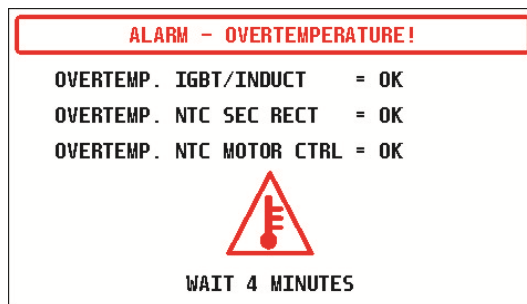 ALARM - OVERTEMPERATURE!
OVERTEMP. IGBT/INDUCT = OK
OVERTEMP. NTC SEC RECT = OK
OVERTEMP. NTC MOTOR CTRL = OK
WAIT 4 MINUTES